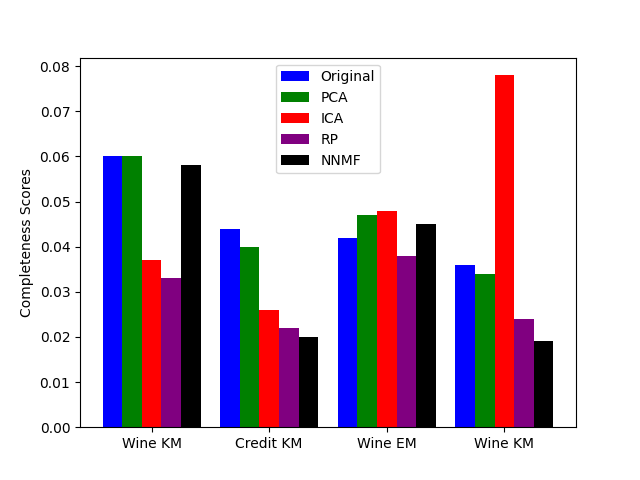 0.08
0.07
0.06
0.05
0.04
0.03
0.02
0.01
0.00
Completeness Scores
Original
PCA
ICA
RP
NNMF
Wine KM
Credit KM
Wine EM
Wine KM